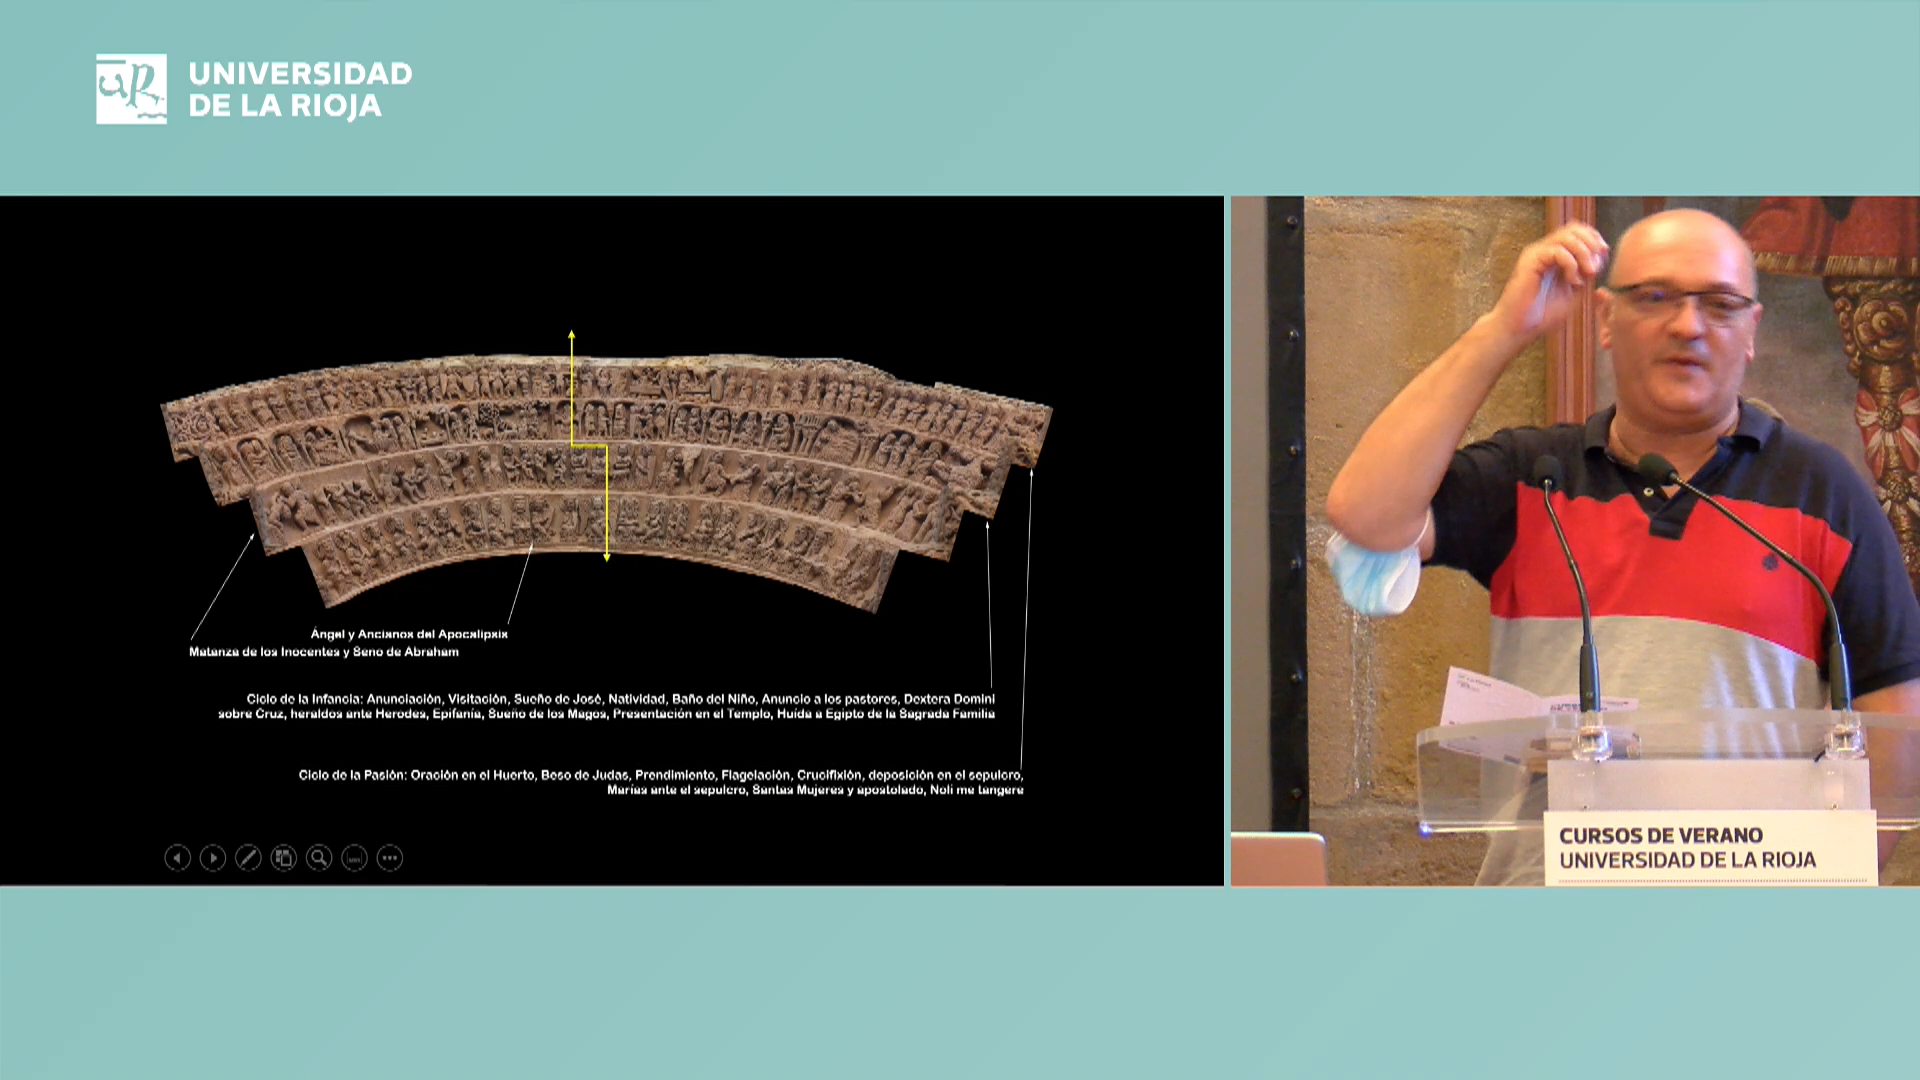 UNIVERSIDAD
DE LA RIOJA
Ángel y Ancianos del Apocalipsis
Matanza de los Inocentes y Seno de Abraham
Ciclo de la Infancia: Anunciación, Visitación, Sueño de José, Natividad, Baño del Niño, Anuncio a los pastores, Dextera Domini
sobre Cruz, heraldos ante Herodes, Epifanía, Sueño de los Magos, Presentación en el Templo, Huída a Egipto de la Sagrada Familia
Ciclo de la Pasión: Oración en el Huerto, Beso de Judas, Prendimiento, Flagelación, Crucifixión, deposición en el sepulcro,
Marías ante el sepulcro, Santas Mujeres y apostolado, Noli me tangere
CURSOS DE VERANO
UNIVERSIDAD DE LA RIOJA